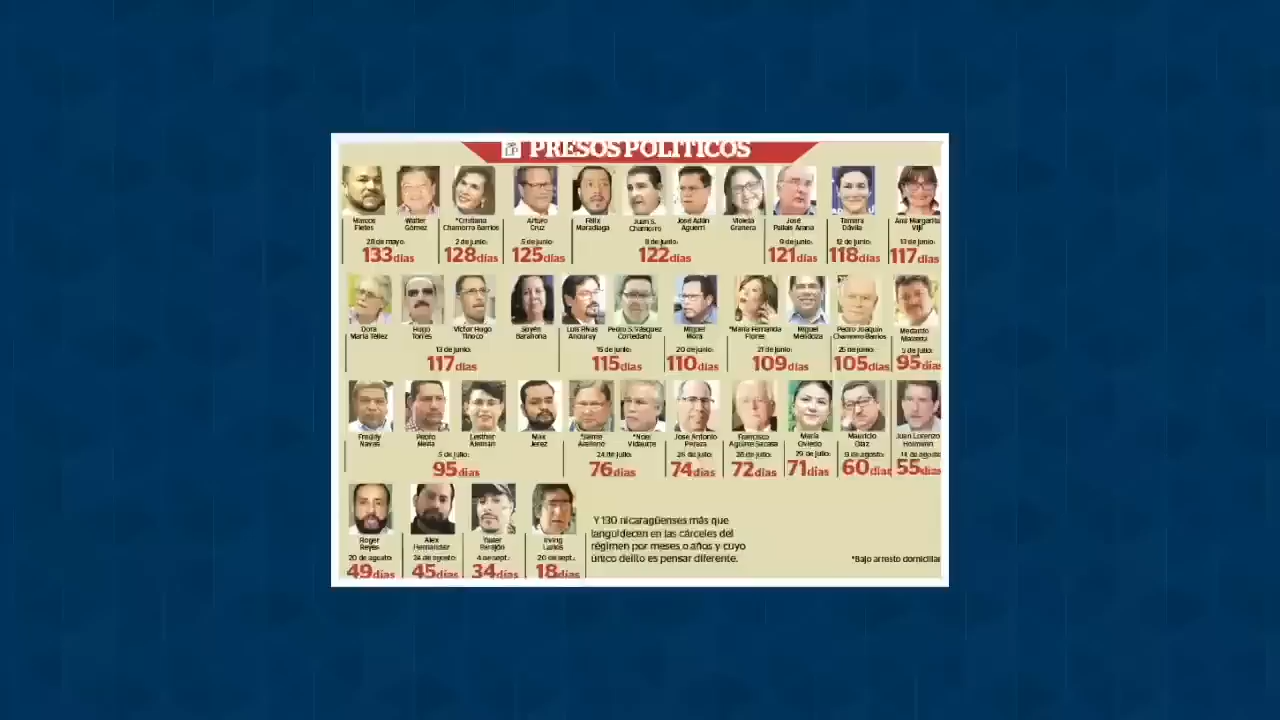 LP PRESOS POLÍTICOS
Marcos Fletes
Walter Gómez
*Cristiana Chamorro Barrios
Arturo Cruz
Félix Maradiaga
Juan S. Chamorro
José Adán Aguerri
Violeta Granera
José Pallais Arana
Tamara Dávila
Ana Margarita Vijil
28 de mayo:
2 de junio:
5 de junio:
8 de junio:
9 de junio:
12 de junio:
13 de junio:
133 días
128 días
125 días
122 días
121 días
118 días
117 días
Dora María Téllez
Hugo Torres
Víctor Hugo Tinoco
Suyén Barahona
Luis Rivas Anduray
Pedro S. Vásquez Cortedano
Miguel Mora
*María Fernanda Flores
Miguel Mendoza
Pedro Joaquín Chamorro Barrios
Medardo Mairena
13 de junio:
15 de junio:
20 de junio:
21 de junio:
25 de junio:
5 de julio:
117 días
115 días
110 días
109 días
105 días
95 días
Freddy Navas
Pedro Mena
Lesther Alemán
Max Jerez
*Jaime Arellano
*Noel Vidaurre
José Antonio Peraza
Francisco Aguirre Sacasa
María Oviedo
Mauricio Díaz
Juan Lorenzo Holmann
5 de julio:
24 de julio:
26 de julio:
28 de julio:
29 de julio:
9 de agosto:
14 de agosto
95 días
76 días
74 días
72 días
71 días
60 días
55 días
Roger Reyes
Alex Hernández
Yader Parajón
Irving Larios
20 de agosto:
24 de agosto:
4 de sept.:
20 de sept.:
49 días
45 días
34 días
18 días
Y 130 nicaragüenses más que
languidecen en las cárceles del
régimen por meses o años y cuyo
único delito es pensar diferente.
*Bajo arresto domiciliar